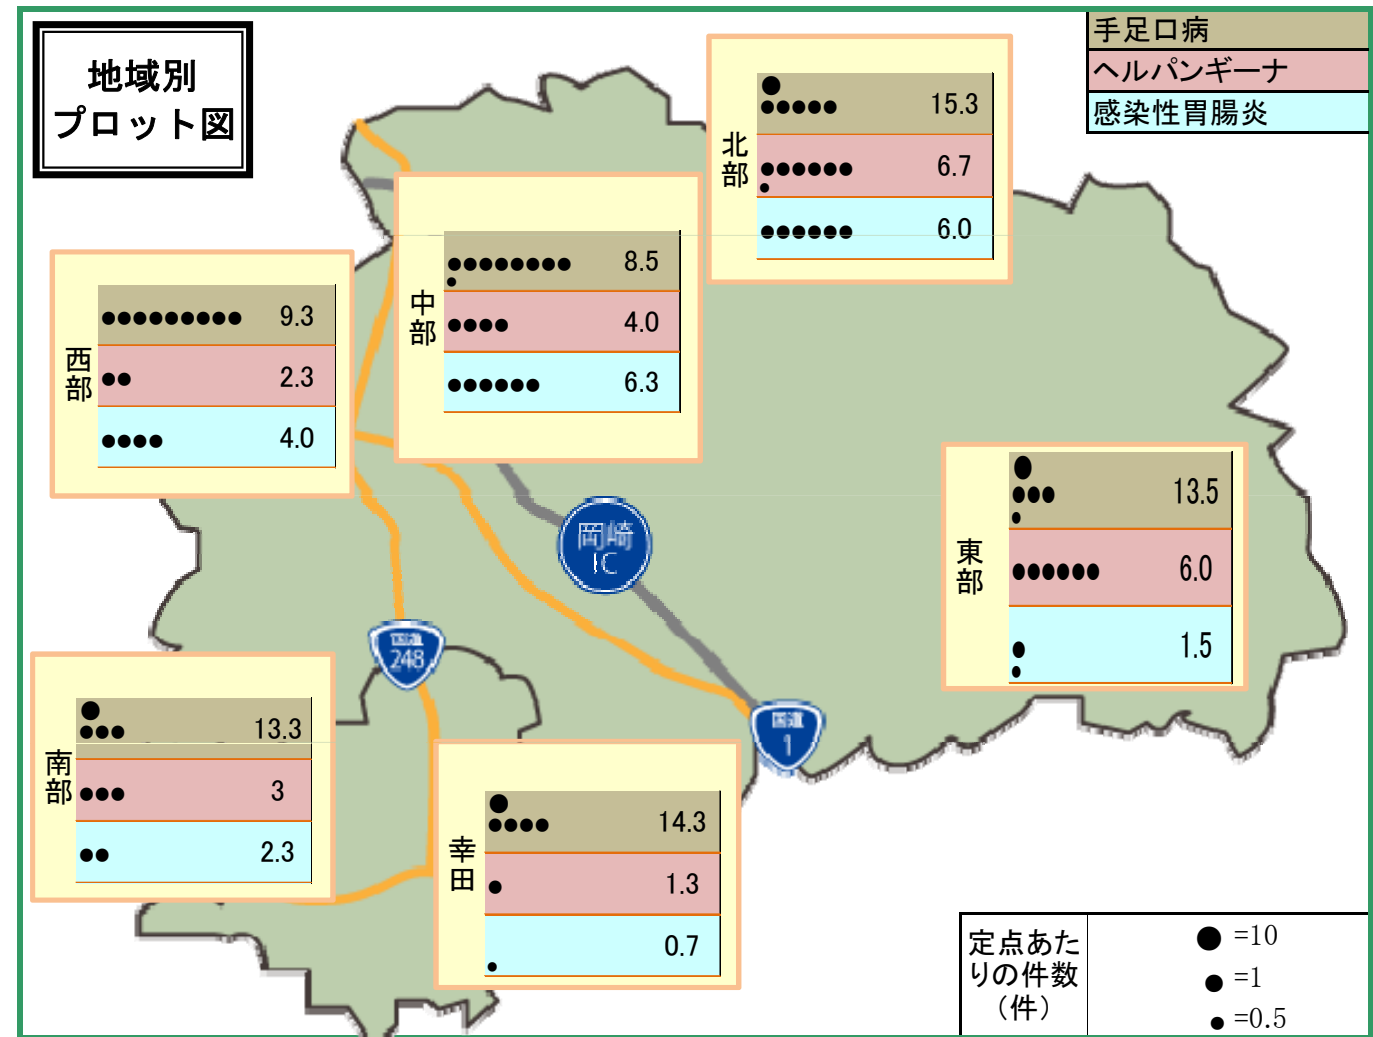 地域別
プロット図
手足口病
ヘルパンギーナ
感染性胃腸炎
北部
15.3
6.7
6.0
中部
8.5
4.0
6.3
西部
9.3
2.3
4.0
東部
13.5
6.0
1.5
岡崎
IC
国道
248
国道
1
南部
13.3
3
2.3
幸田
14.3
1.3
0.7
定点あた
りの件数
（件）
●=10
●=1
●=0.5